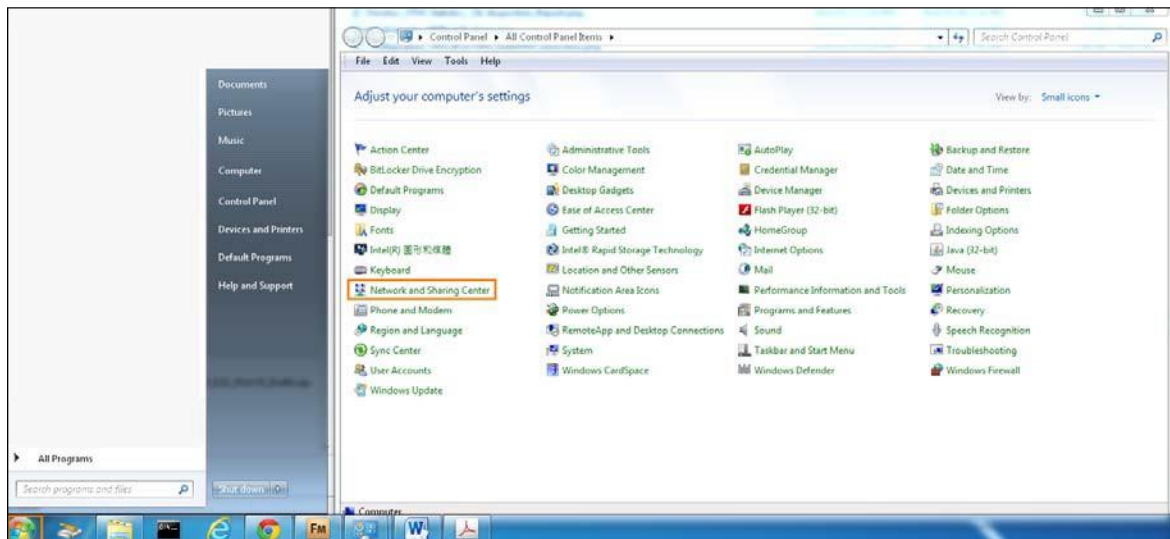 Documents
Pictures
Music
Computer
Control Panel
Devices and Printers
Default Programs
Help and Support
All Programs
Search programs and files
Shut down
Control Panel
All Control Panel Items
Search Control Panel
File Edit View Tools Help
Adjust your computer's settings
View by: Small icons
Action Center Administrative Tools AutoPlay Backup and Restore
BitLocker Drive Encryption Color Management Credential Manager Date and Time
Default Programs Desktop Gadgets Device Manager Devices and Printers
Display Ease of Access Center Flash Player (32-bit) Folder Options
Fonts Getting Started HomeGroup Indexing Options
Intel(R) 圖形和媒體 Intel® Rapid Storage Technology Internet Options Java (32-bit)
Keyboard Location and Other Sensors Mail Mouse
Network and Sharing Center Notification Area Icons Performance Information and Tools Personalization
Phone and Modem Power Options Programs and Features Recovery
Region and Language RemoteApp and Desktop Connections Sound Speech Recognition
Sync Center System Taskbar and Start Menu Troubleshooting
User Accounts Windows CardSpace Windows Defender Windows Firewall
Windows Update
Computer
FM
W